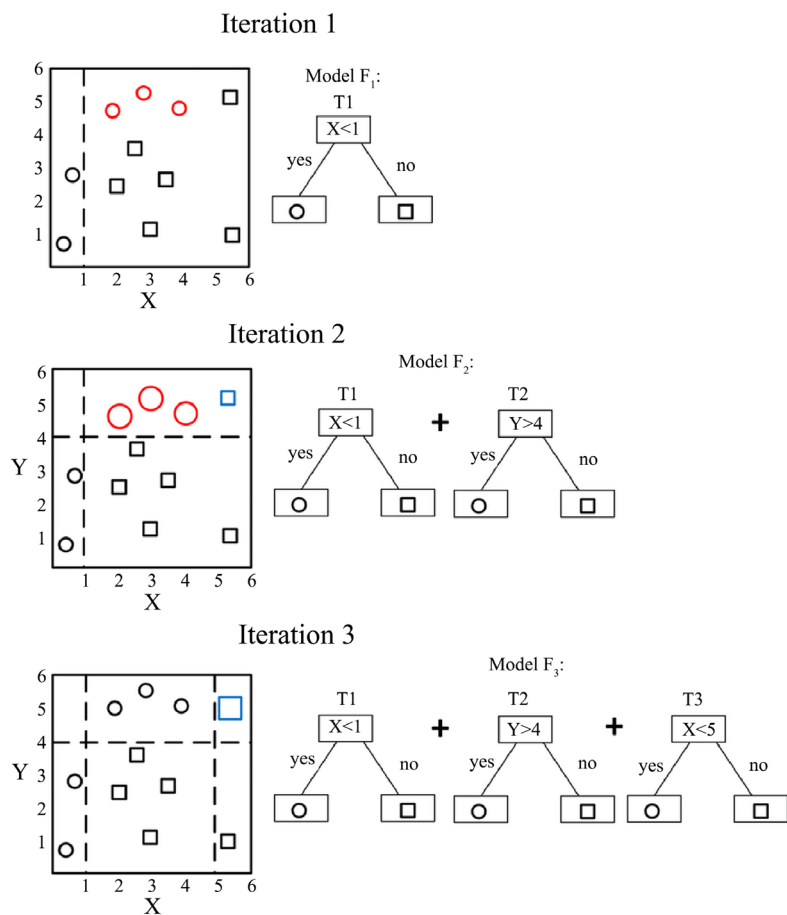 Iteration 1
Model F1:
T1
X<1
yes
no
6
5
4
3
2
1
1 2 3 4 5 6
X
Iteration 2
Model F2:
T1
X<1
yes
no
+
T2
Y>4
yes
no
6
5
4
3
2
1
Y
1 2 3 4 5 6
X
Iteration 3
Model F3:
T1
X<1
yes
no
+
T2
Y>4
yes
no
+
T3
X<5
yes
no
6
5
4
3
2
1
Y
1 2 3 4 5 6
X